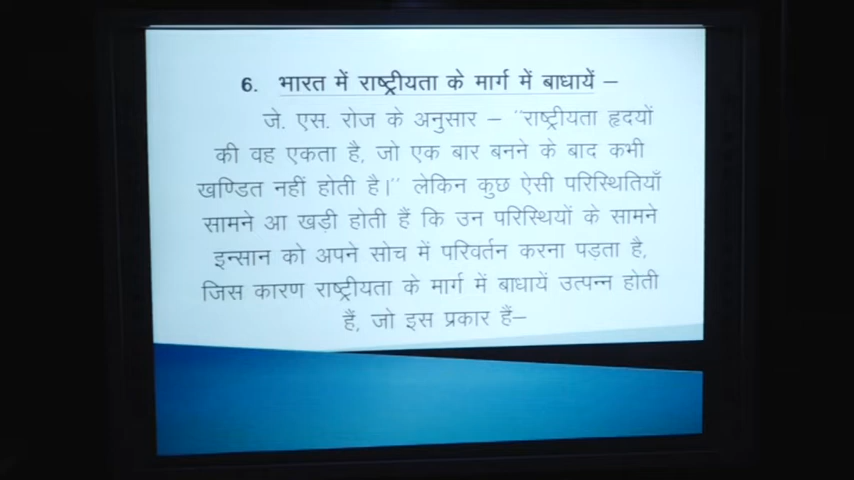 6. भारत में राष्ट्रीयता के मार्ग में बाधायें –
जे. एस. रोज के अनुसार – "राष्ट्रीयता हृदयों
की वह एकता है, जो एक बार बनने के बाद कभी
खण्डित नहीं होती है।" लेकिन कुछ ऐसी परिस्थितियाँ
सामने आ खड़ी होती हैं कि उन परिस्थियों के सामने
इन्सान को अपने सोच में परिवर्तन करना पड़ता है,
जिस कारण राष्ट्रीयता के मार्ग में बाधायें उत्पन्न होती
हैं, जो इस प्रकार हैं–